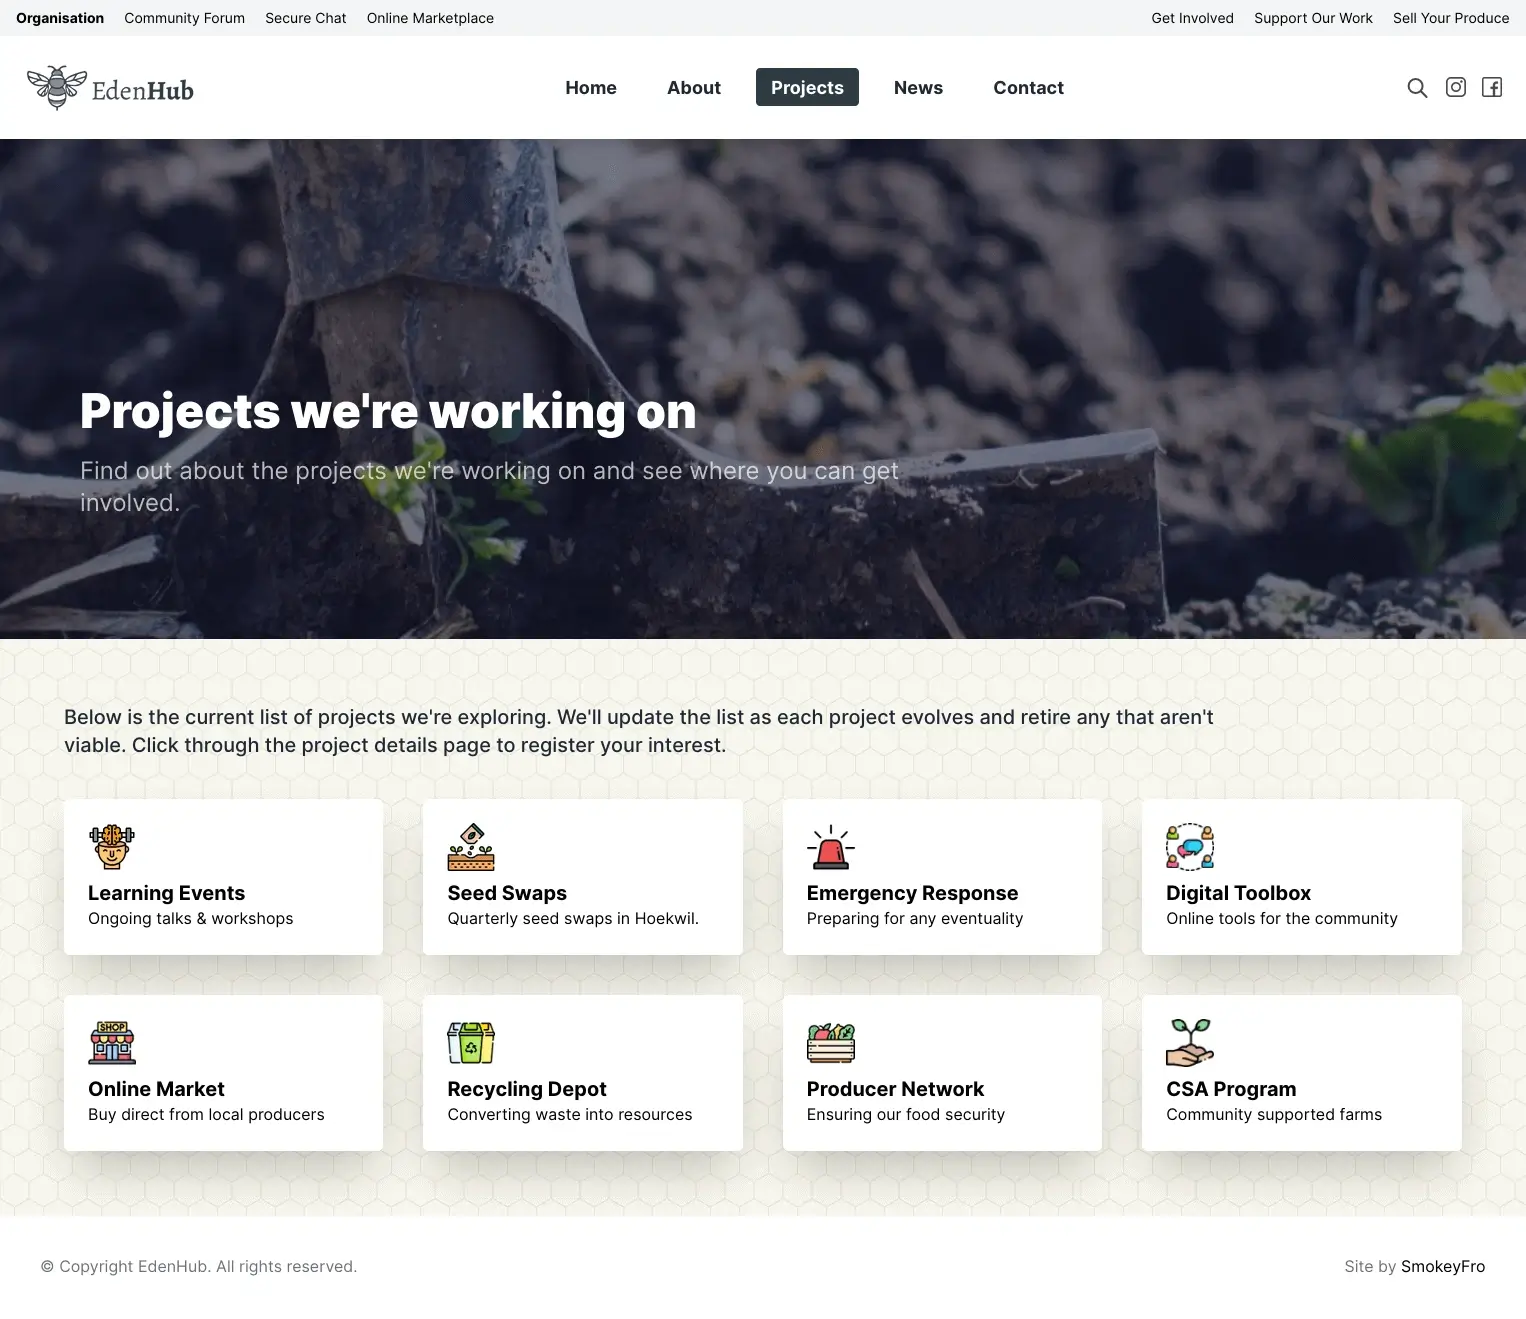 Organisation Community Forum Secure Chat Online Marketplace Get Involved Support Our Work Sell Your Produce
EdenHub Home About Projects News Contact
Projects we're working on
Find out about the projects we're working on and see where you can get
involved.
Below is the current list of projects we're exploring. We'll update the list as each project evolves and retire any that aren't
viable. Click through the project details page to register your interest.
Learning Events
Ongoing talks & workshops
Seed Swaps
Quarterly seed swaps in Hoekwil.
Emergency Response
Preparing for any eventuality
Digital Toolbox
Online tools for the community
SHOP
Online Market
Buy direct from local producers
Recycling Depot
Converting waste into resources
Producer Network
Ensuring our food security
CSA Program
Community supported farms
© Copyright EdenHub. All rights reserved. Site by SmokeyFro